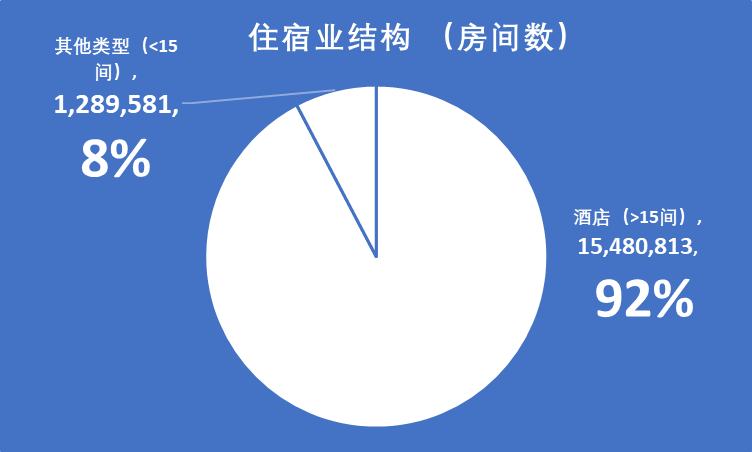 住宿业结构 （房间数）
其他类型（<15
间）,
1,289,581,
8%
酒店（>15间）,
15,480,813,
92%